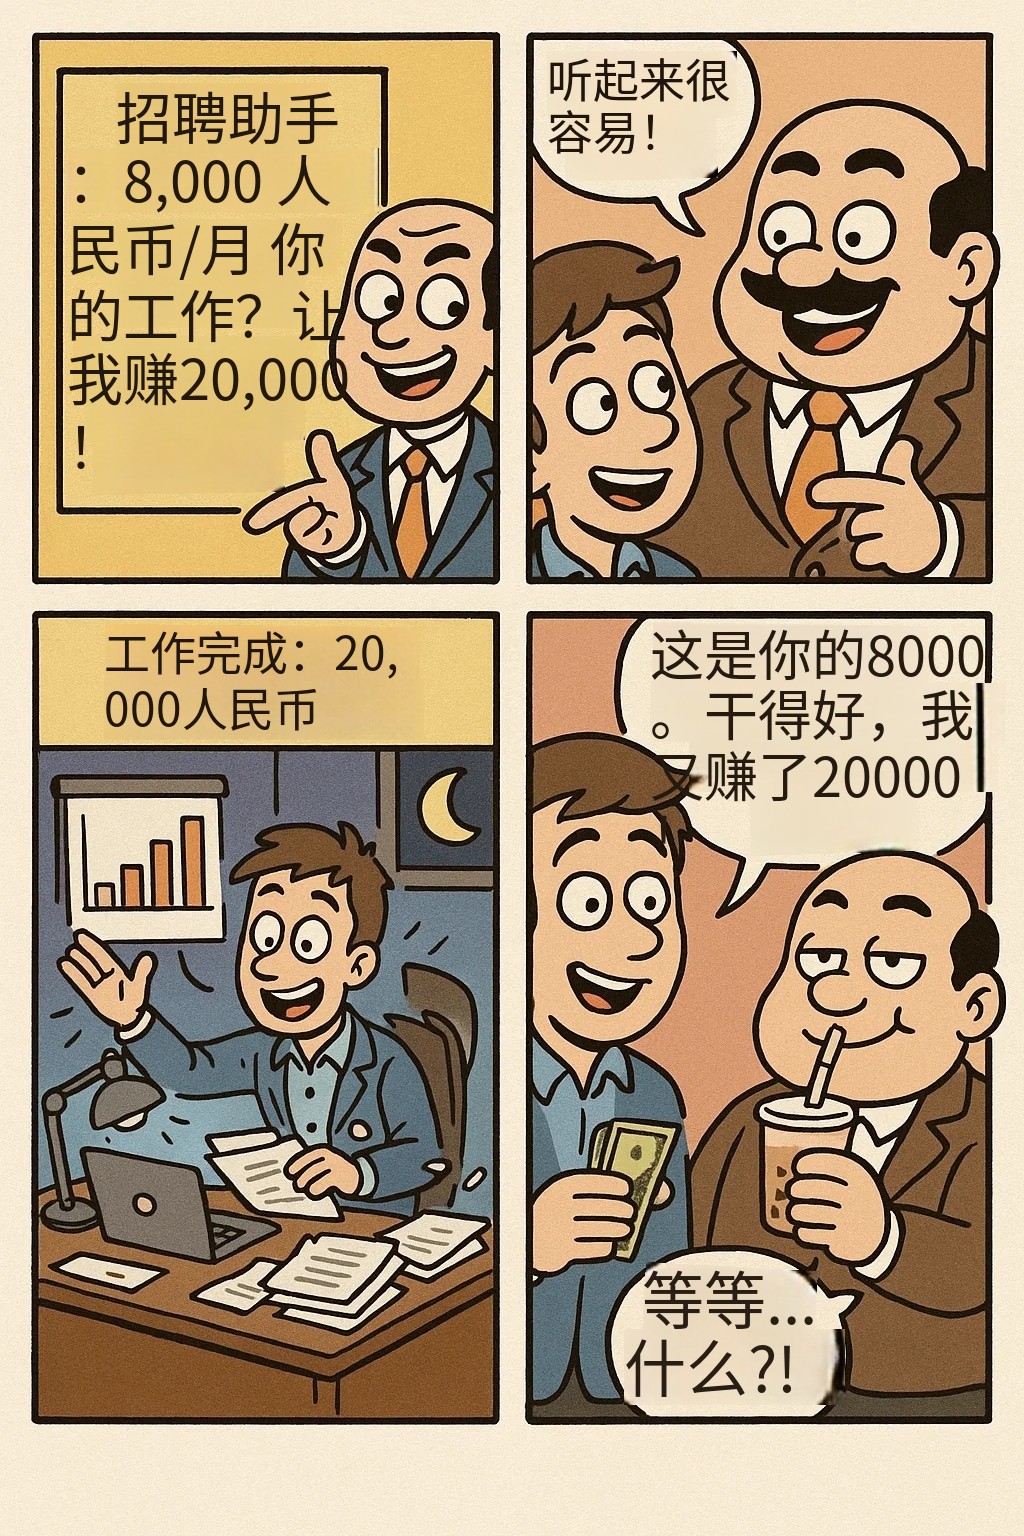 招聘助手
：8,000 人
民币/月 你
的工作？让
我赚20,000
！
听起来很
容易！
工作完成：20,
000人民币
这是你的8000
。干得好，我
又赚了20000
等等...
什么?!